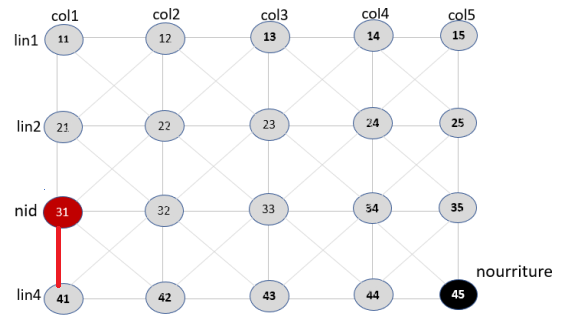 col1 col2 col3 col4 col5
lin1 11 12 13 14 15
lin2 21 22 23 24 25
nid 31 32 33 34 35
nourriture
lin4 41 42 43 44 45